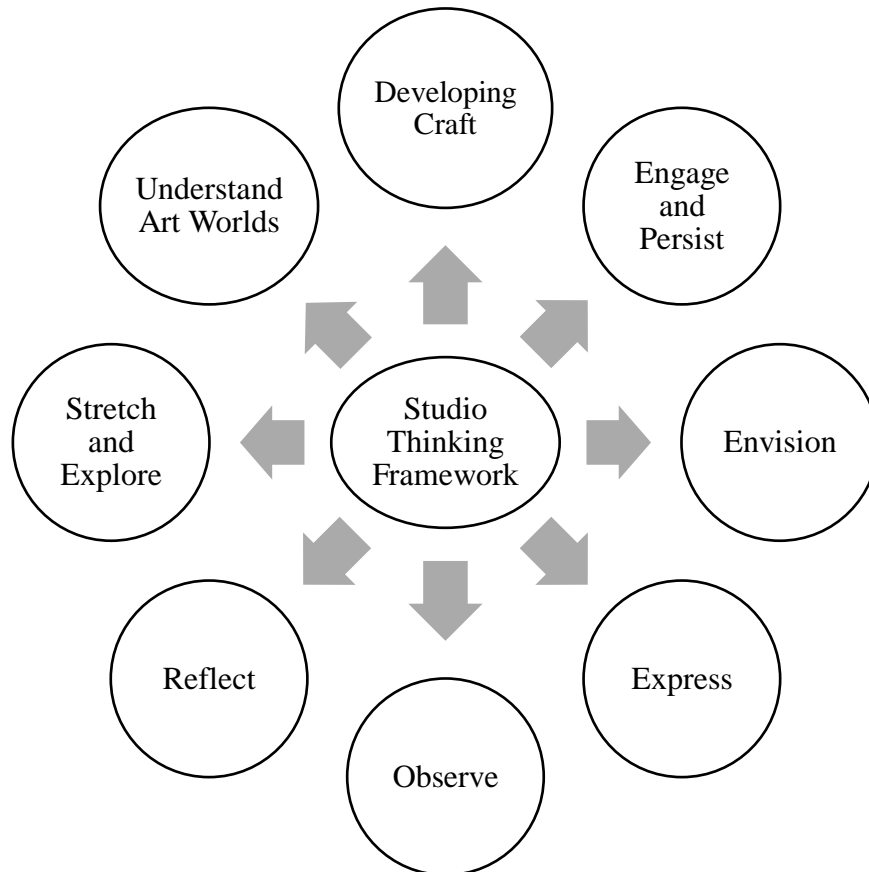 Developing
Craft
Understand
Art Worlds
Engage
and
Persist
Stretch
and
Explore
Studio
Thinking
Framework
Envision
Reflect
Express
Observe